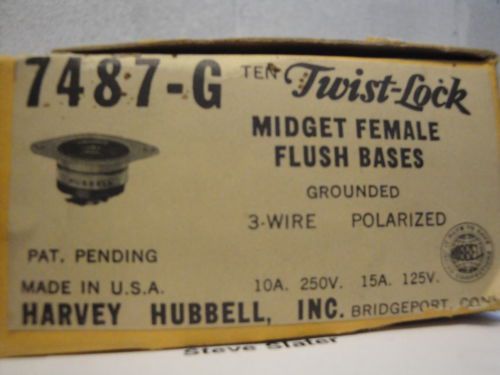 7487-G TEN Twist-Lock
MIDGET FEMALE
FLUSH BASES
GROUNDED
3-WIRE POLARIZED
HUBBELL
PAT. PENDING
MADE IN U.S.A. 10A. 250V. 15A. 125V.
HARVEY HUBBELL, INC. BRIDGEPORT, CONN
Steve Slater